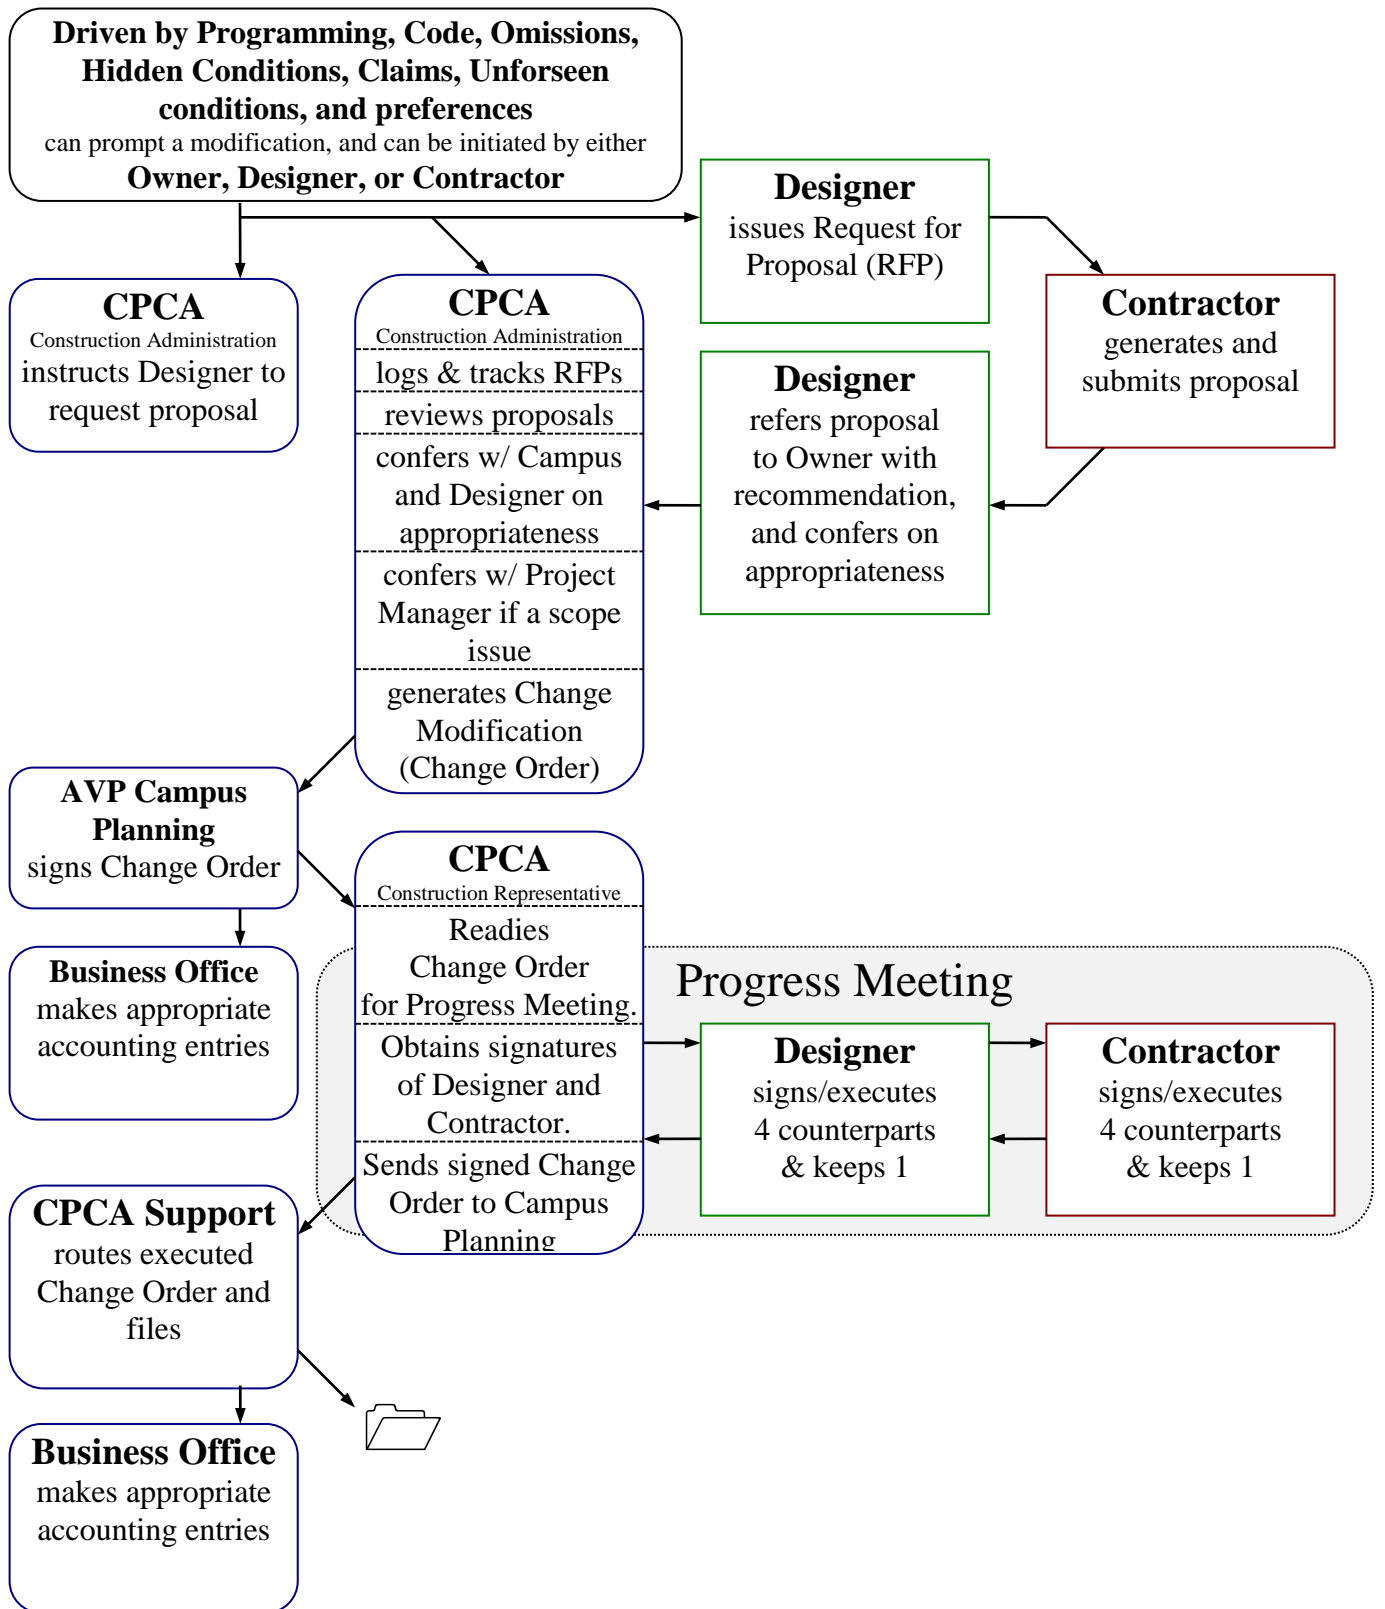 Driven by Programming, Code, Omissions,
Hidden Conditions, Claims, Unforseen
conditions, and preferences
can prompt a modification, and can be initiated by either
Owner, Designer, or Contractor
Designer
issues Request for
Proposal (RFP)
CPCA
Construction Administration
instructs Designer to
request proposal
CPCA
Construction Administration
logs & tracks RFPs
reviews proposals
confers w/ Campus
and Designer on
appropriateness
confers w/ Project
Manager if a scope
issue
generates Change
Modification
(Change Order)
Contractor
generates and
submits proposal
Designer
refers proposal
to Owner with
recommendation,
and confers on
appropriateness
AVP Campus
Planning
signs Change Order
Business Office
makes appropriate
accounting entries
CPCA
Construction Representative
Readies
Change Order
for Progress Meeting.
Obtains signatures
of Designer and
Contractor.
Sends signed Change
Order to Campus
Planning
Progress Meeting
Designer
signs/executes
4 counterparts
& keeps 1
Contractor
signs/executes
4 counterparts
& keeps 1
CPCA Support
routes executed
Change Order and
files
Business Office
makes appropriate
accounting entries